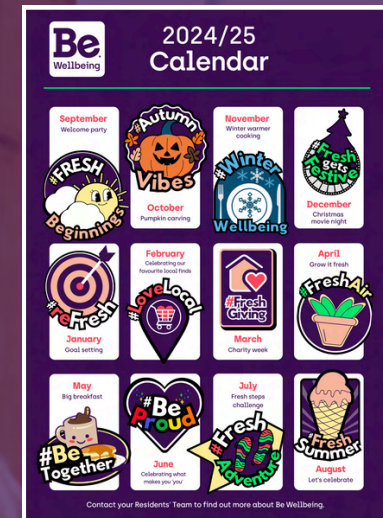 Be.
Wellbeing
2024/25
Calendar
September
Welcome party
#FRESH
Beginnings
#Autumn
Vibes
October
Pumpkin carving
November
Winter warmer
cooking
#Winter
Wellbeing
#Fresh
gets
Festive
December
Christmas
movie night
#reFresh
January
Goal setting
February
Celebrating our
favourite local finds
#LoveLocal
#Fresh
Giving
March
Charity week
April
Grow it fresh
#FreshAir
May
Big breakfast
#Be
Together
#Be
Proud
June
Celebrating what
makes you 'you'
July
Fresh steps
challenge
#Fresh
Adventure
#Fresh
Summer
August
Let's celebrate
Contact your Residents' Team to find out more about Be Wellbeing.